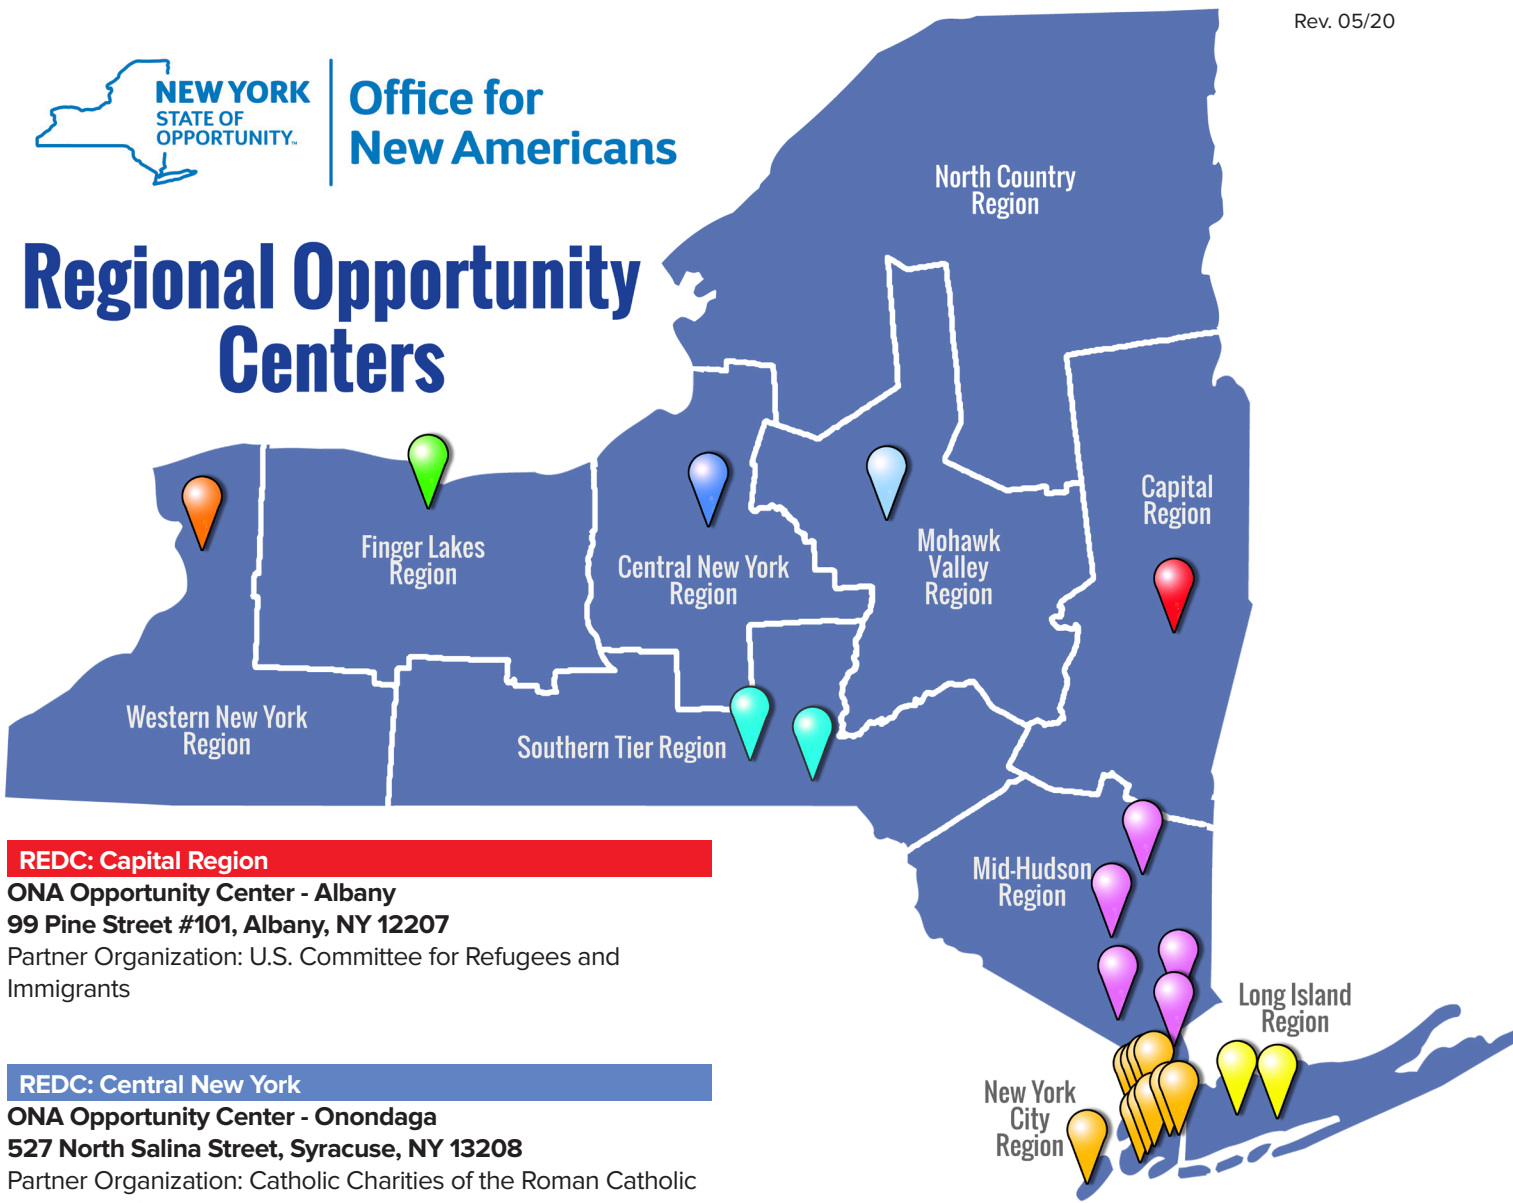 Rev. 05/20
NEW YORK
STATE OF
OPPORTUNITY™
Office for
New Americans
Regional Opportunity
Centers
North Country
Region
Capital
Region
Finger Lakes
Region
Central New York
Region
Mohawk
Valley
Region
Western New York
Region
Southern Tier Region
Mid-Hudson
Region
Long Island
Region
New York
City
Region
REDC: Capital Region
ONA Opportunity Center - Albany
99 Pine Street #101, Albany, NY 12207
Partner Organization: U.S. Committee for Refugees and
Immigrants
REDC: Central New York
ONA Opportunity Center - Onondaga
527 North Salina Street, Syracuse, NY 13208
Partner Organization: Catholic Charities of the Roman Catholic